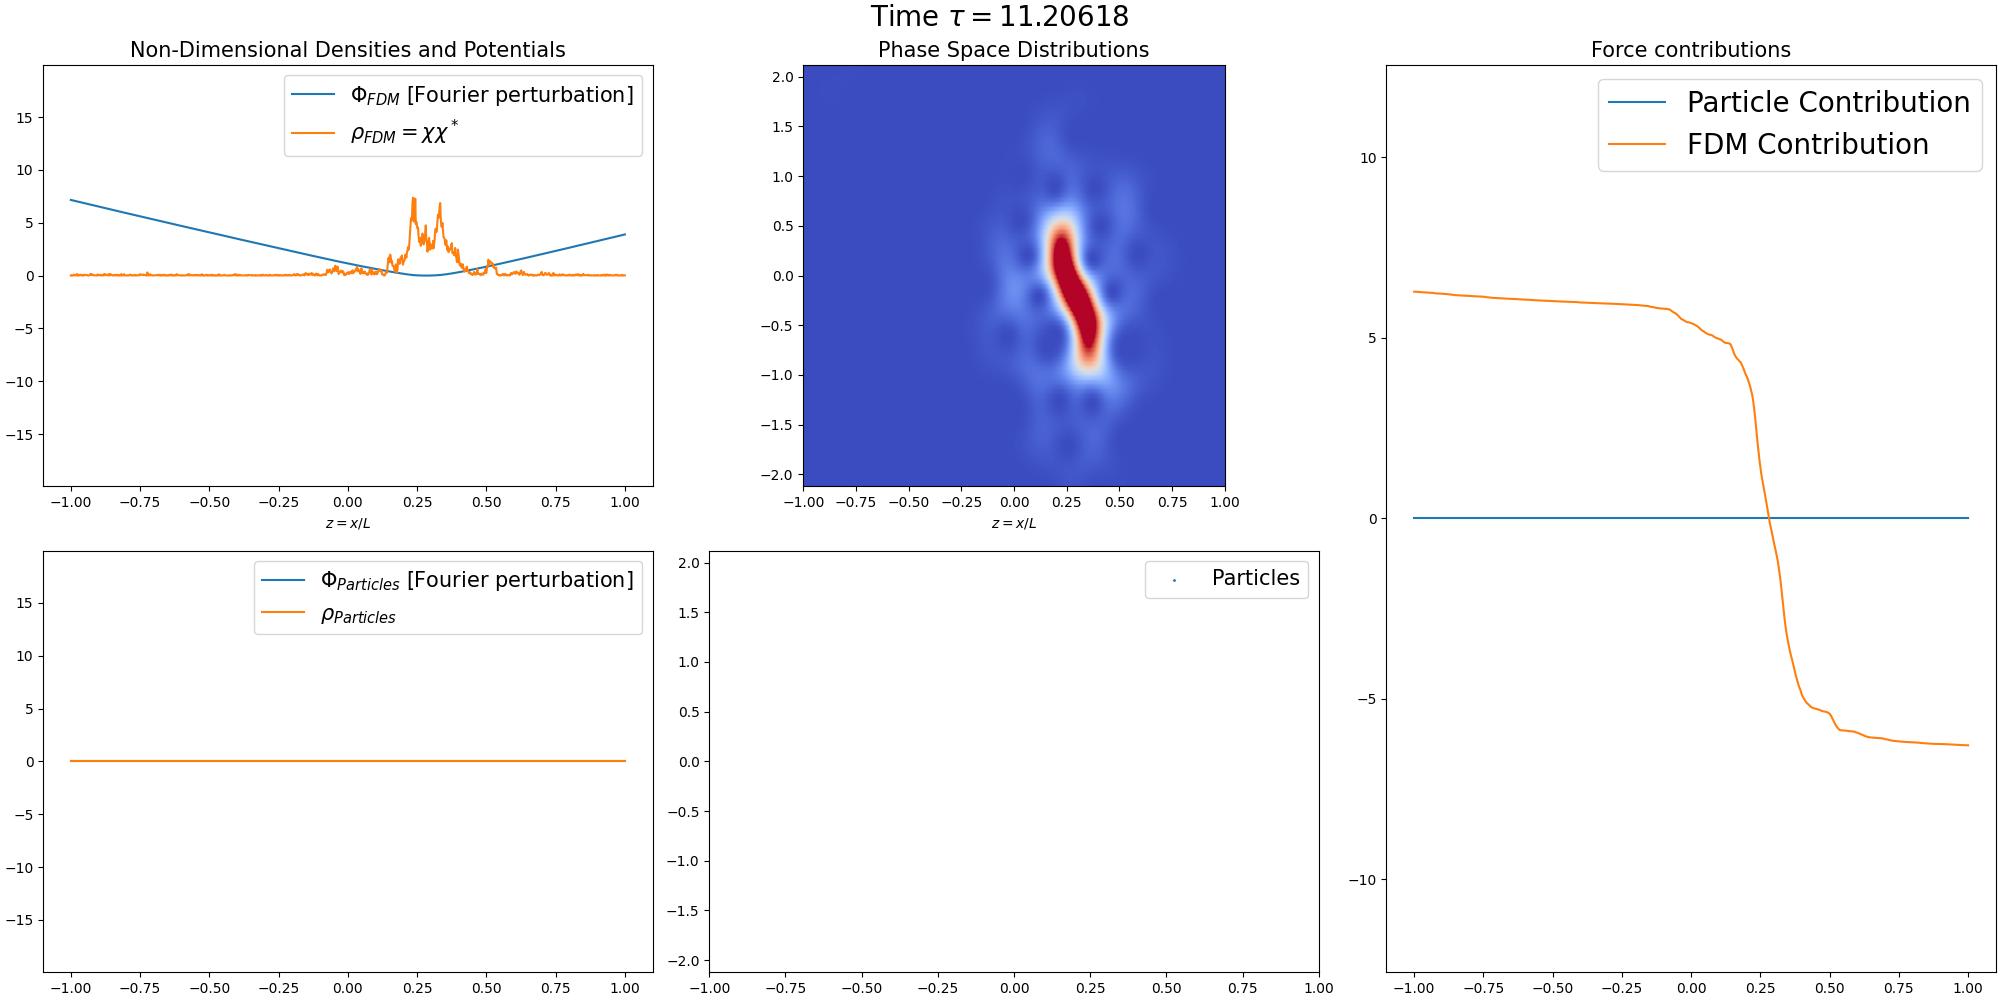 Time τ = 11.20618
Non-Dimensional Densities and Potentials
Φ_FDM [Fourier perturbation]
ρ_FDM = χχ*
15
10
5
0
−5
−10
−15
−1.00 −0.75 −0.50 −0.25 0.00 0.25 0.50 0.75 1.00
z = x/L
Phase Space Distributions
2.0
1.5
1.0
0.5
0.0
−0.5
−1.0
−1.5
−2.0
−1.00 −0.75 −0.50 −0.25 0.00 0.25 0.50 0.75 1.00
z = x/L
Force contributions
Particle Contribution
FDM Contribution
10
5
0
−5
−10
−1.00 −0.75 −0.50 −0.25 0.00 0.25 0.50 0.75 1.00
Φ_Particles [Fourier perturbation]
ρ_Particles
15
10
5
0
−5
−10
−15
−1.00 −0.75 −0.50 −0.25 0.00 0.25 0.50 0.75 1.00
Particles
2.0
1.5
1.0
0.5
0.0
−0.5
−1.0
−1.5
−2.0
−1.00 −0.75 −0.50 −0.25 0.00 0.25 0.50 0.75 1.00